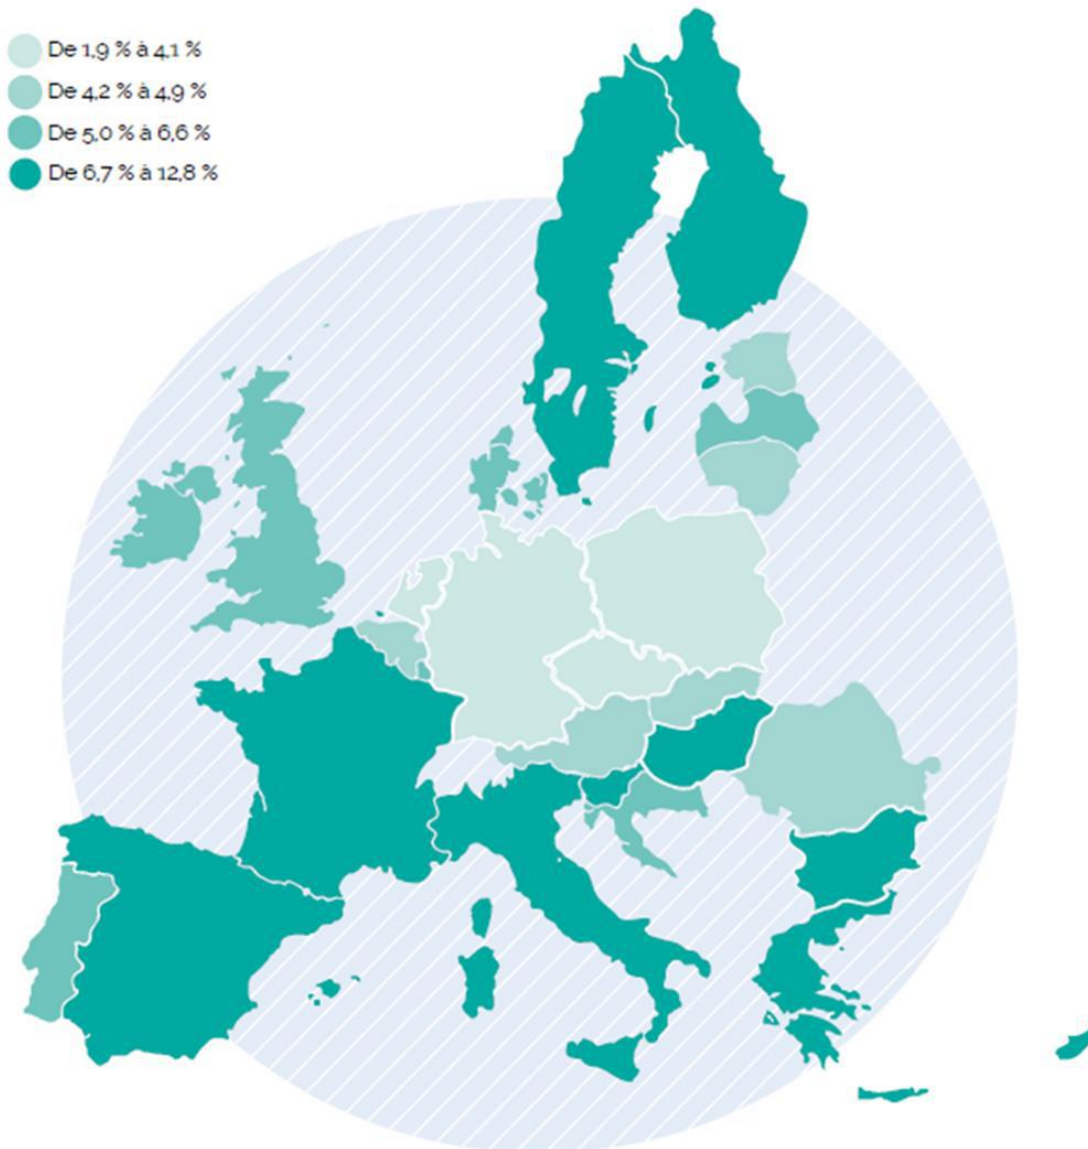 De 1,9 % à 4,1 %
De 4,2 % à 4,9 %
De 5,0 % à 6,6 %
De 6,7 % à 12,8 %